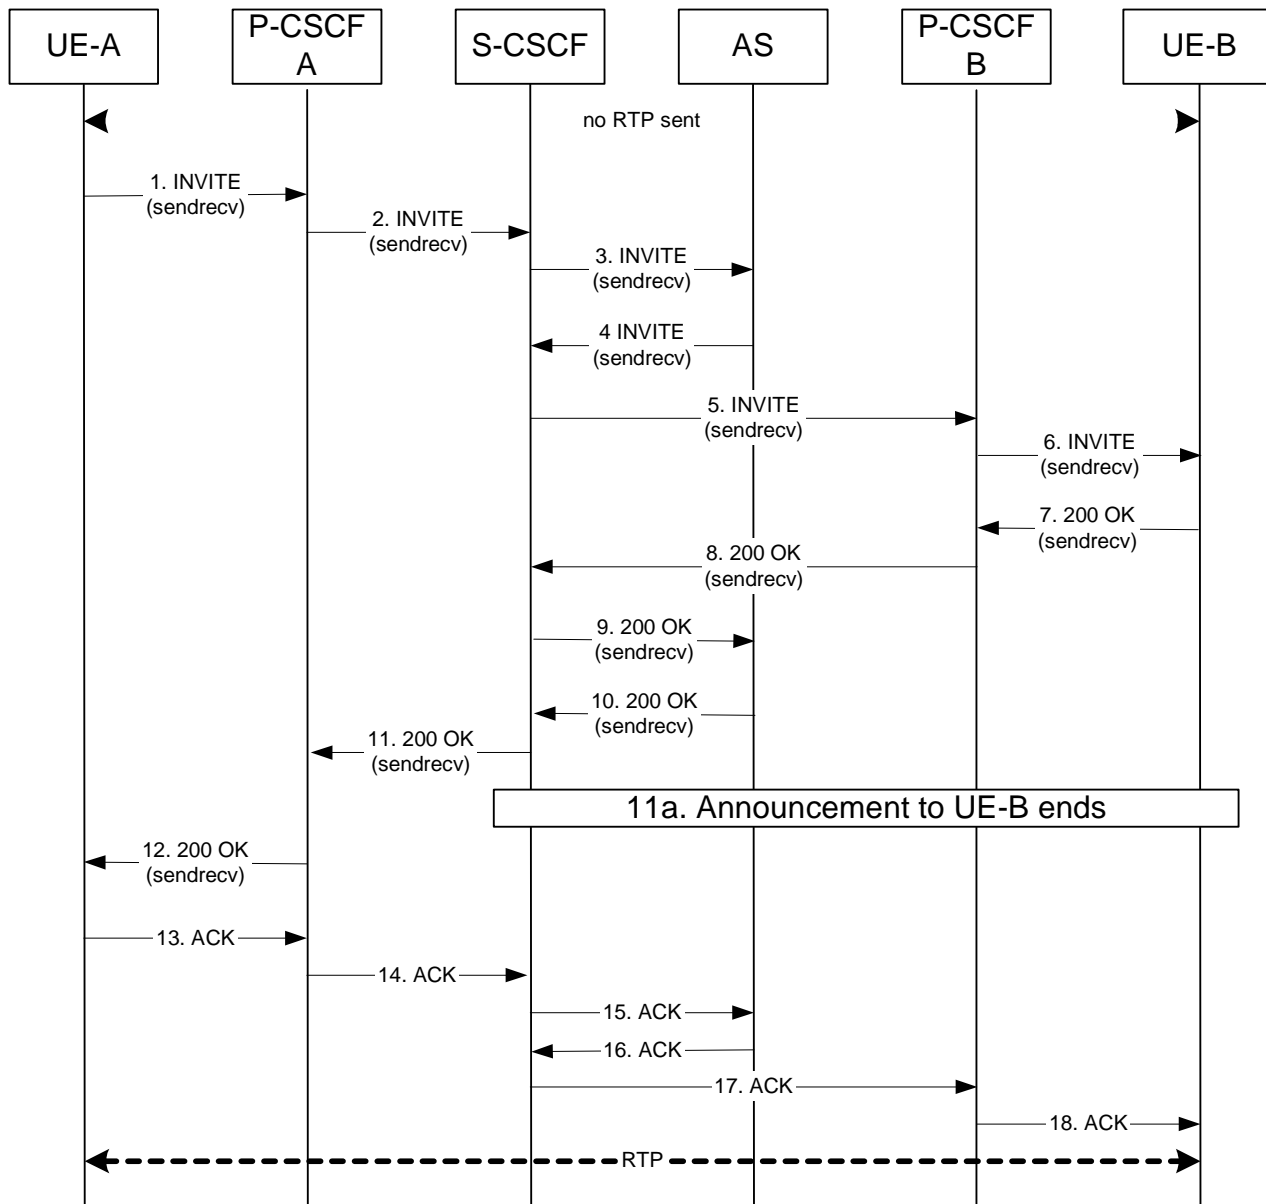 UE-A
P-CSCF
A
S-CSCF
AS
P-CSCF
B
UE-B
no RTP sent
1. INVITE
(sendrecv)
2. INVITE
(sendrecv)
3. INVITE
(sendrecv)
4 INVITE
(sendrecv)
5. INVITE
(sendrecv)
6. INVITE
(sendrecv)
7. 200 OK
(sendrecv)
8. 200 OK
(sendrecv)
9. 200 OK
(sendrecv)
10. 200 OK
(sendrecv)
11. 200 OK
(sendrecv)
11a. Announcement to UE-B ends
12. 200 OK
(sendrecv)
13. ACK
14. ACK
15. ACK
16. ACK
17. ACK
18. ACK
RTP